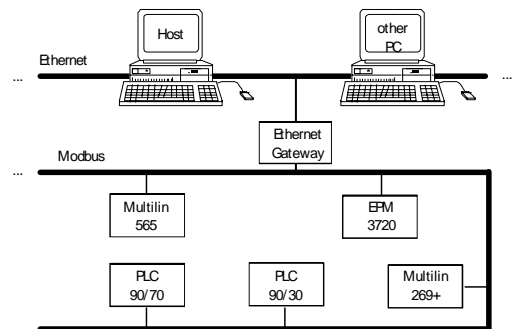 Host
other
PC
Ethernet
...
...
Ethernet
Gateway
Modbus
...
Multilin
565
EPM
3720
PLC
90/70
PLC
90/30
Multilin
269+